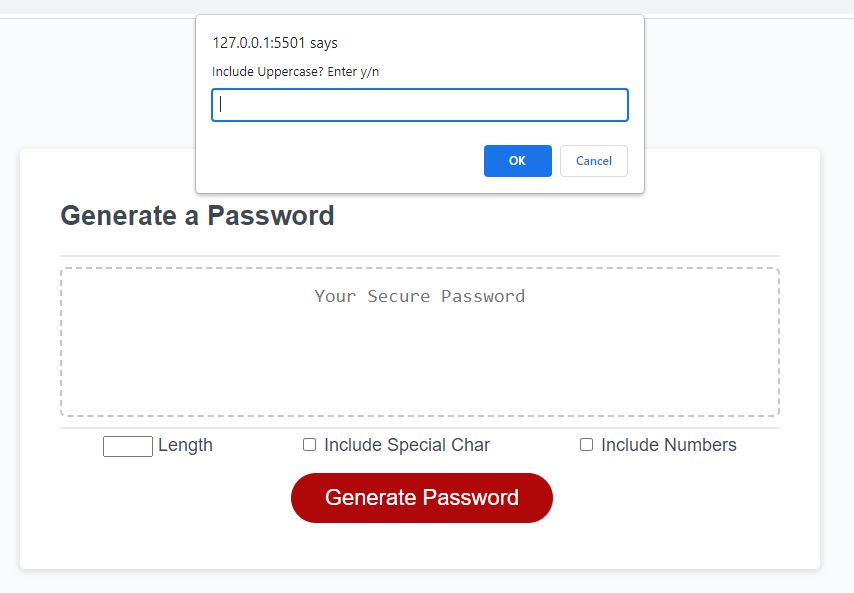 127.0.0.1:5501 says
Include Uppercase? Enter y/n
OK Cancel
Generate a Password
Your Secure Password
Length Include Special Char Include Numbers
Generate Password